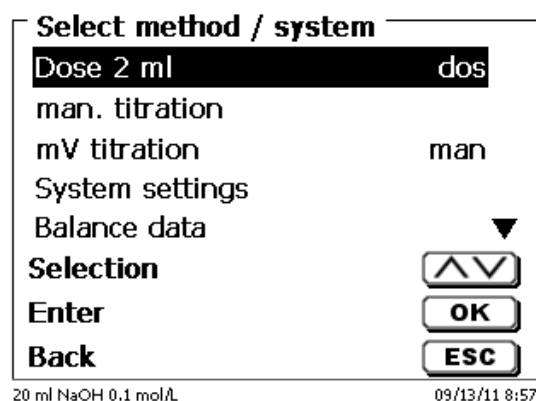 Select method / system
Dose 2 ml dos
man. titration
mV titration man
System settings
Balance data
Selection
Enter OK
Back ESC
20 ml NaOH 0.1 mol/L 09/13/11 8:57